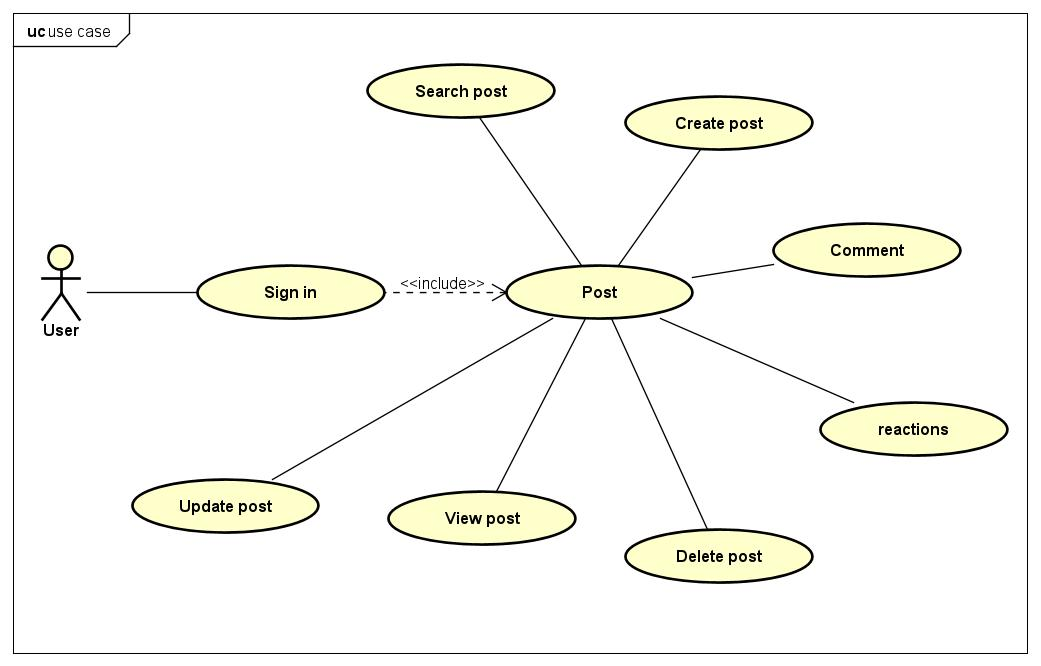 uc use case
Search post
Create post
Comment
Sign in
<<include>>
Post
User
reactions
Update post
View post
Delete post